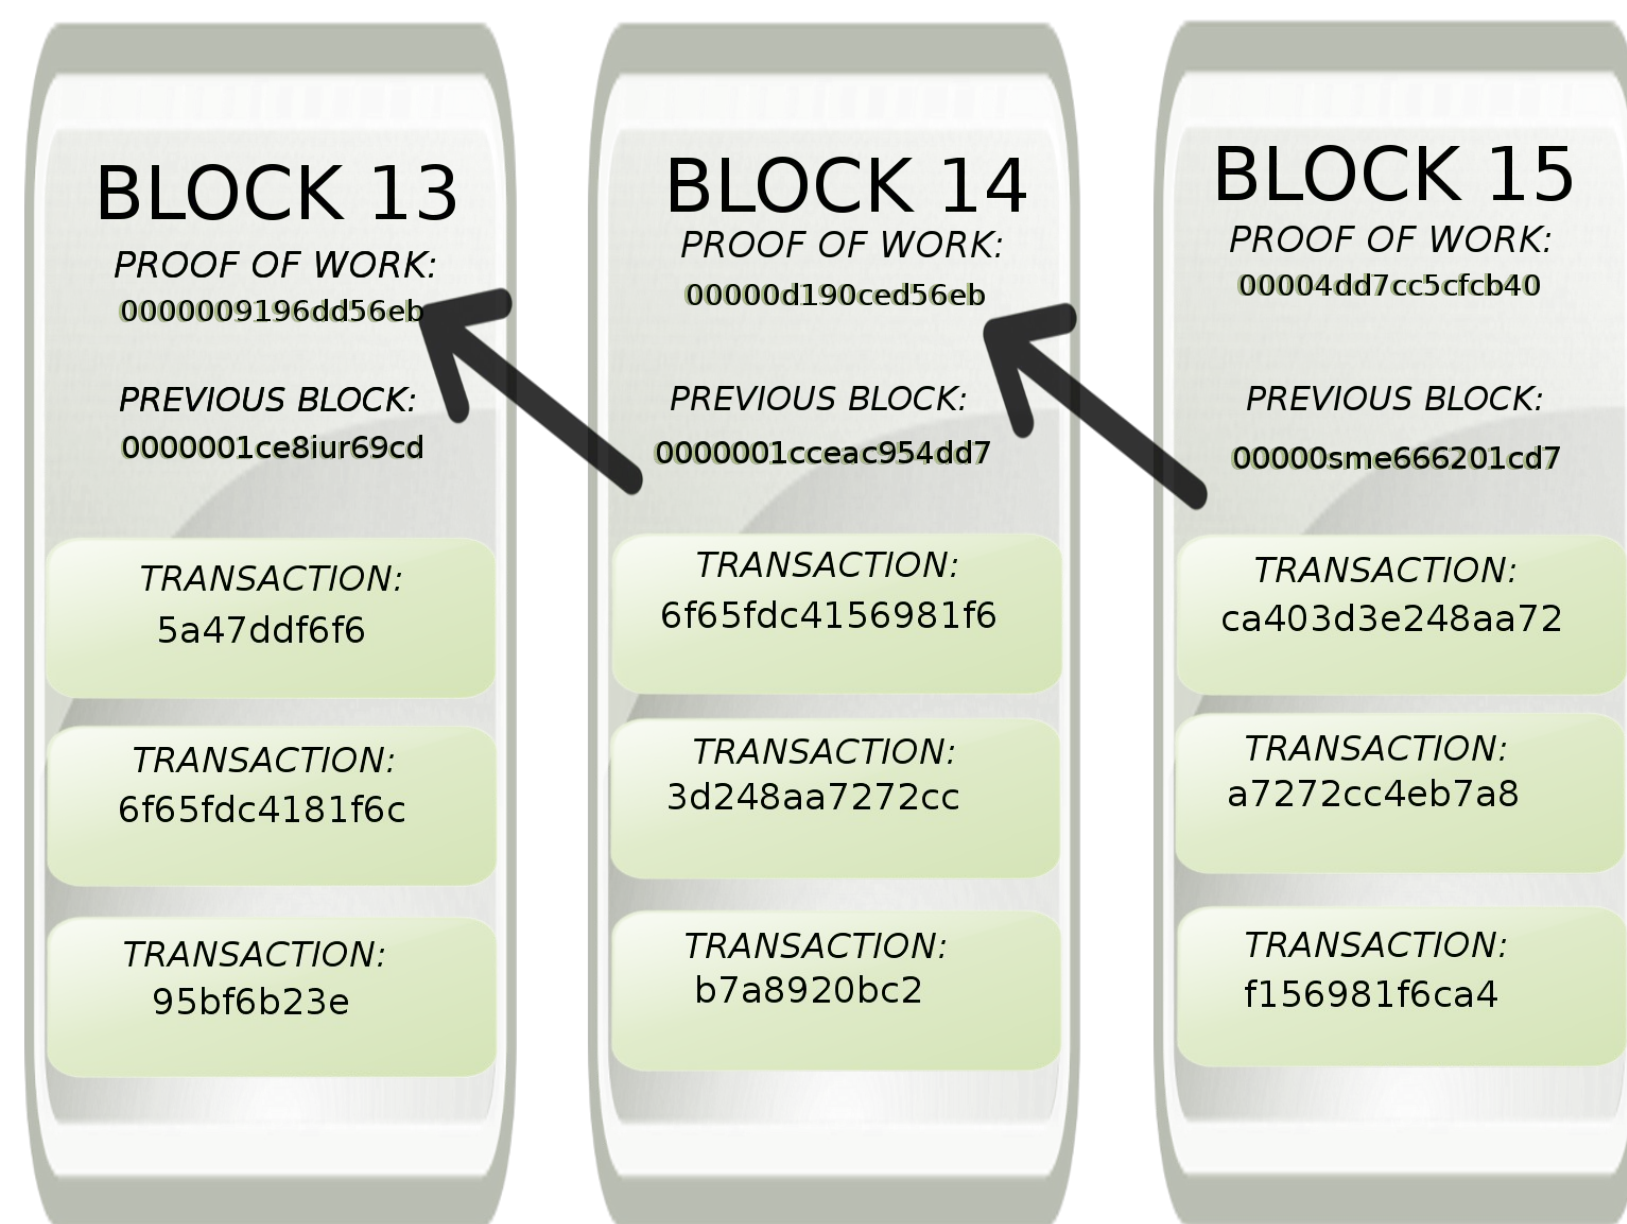 BLOCK 13
PROOF OF WORK:
0000009196dd56eb
PREVIOUS BLOCK:
0000001ce8iur69cd
TRANSACTION:
5a47ddf6f6
TRANSACTION:
6f65fdc4181f6c
TRANSACTION:
95bf6b23e
BLOCK 14
PROOF OF WORK:
00000d190ced56eb
PREVIOUS BLOCK:
0000001cceac954dd7
TRANSACTION:
6f65fdc4156981f6
TRANSACTION:
3d248aa7272cc
TRANSACTION:
b7a8920bc2
BLOCK 15
PROOF OF WORK:
00004dd7cc5cfcb40
PREVIOUS BLOCK:
00000sme666201cd7
TRANSACTION:
ca403d3e248aa72
TRANSACTION:
a7272cc4eb7a8
TRANSACTION:
f156981f6ca4